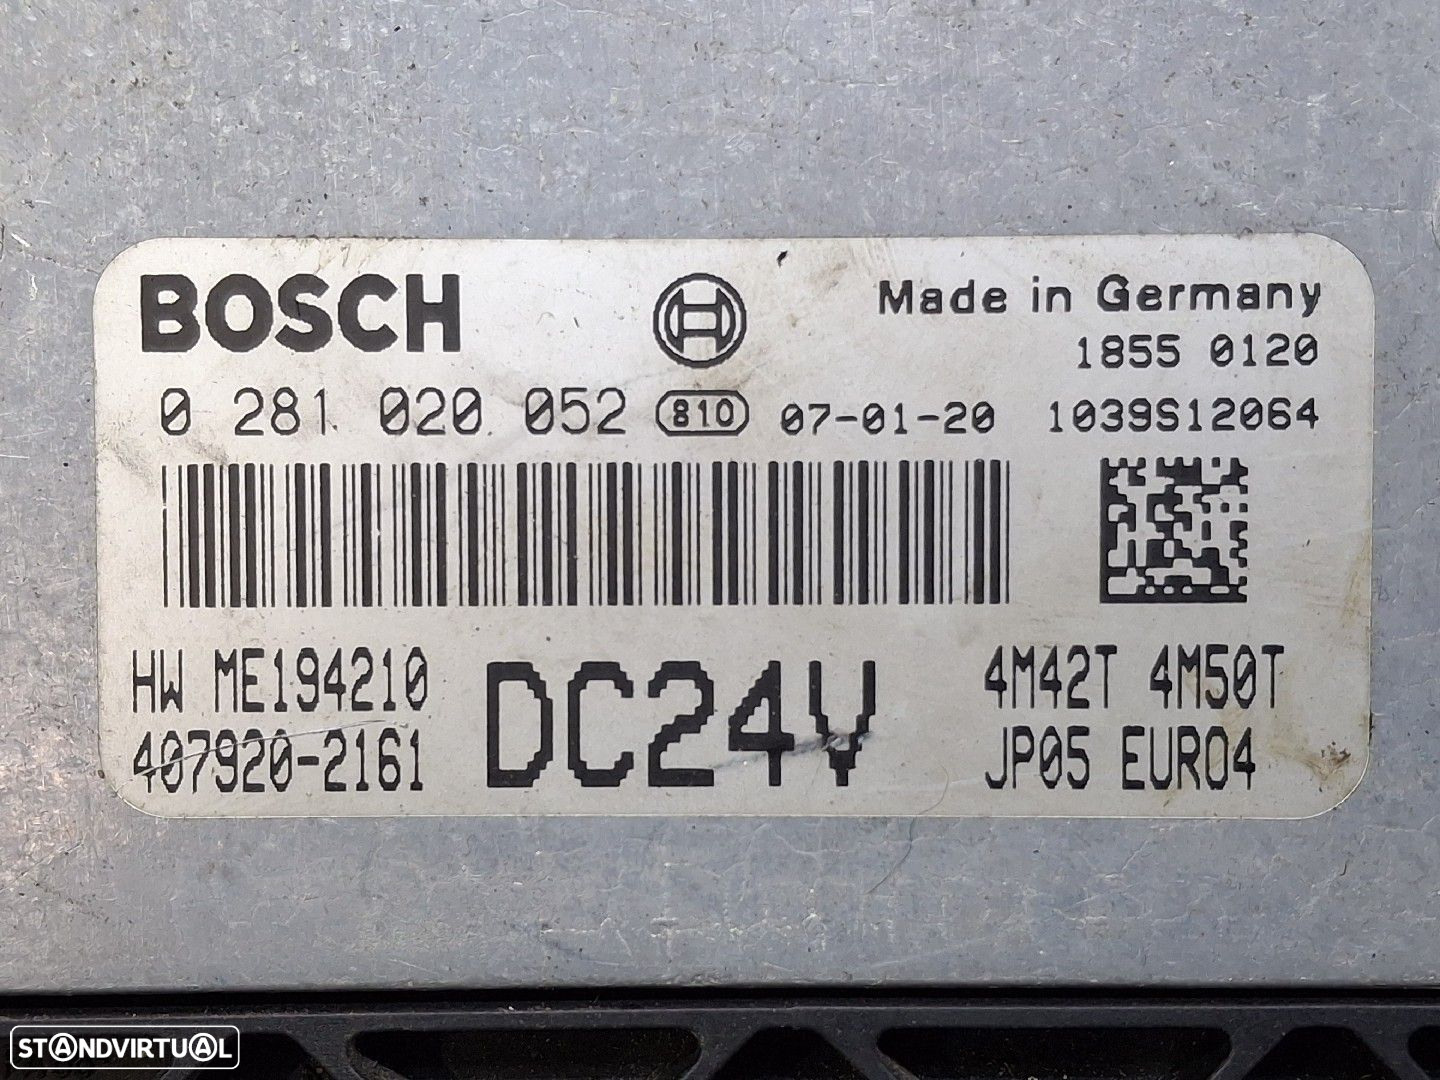 BOSCH
Made in Germany
1855 0120
0 281 020 052 810 07-01-20 1039S12064
HW ME194210
407920-2161
DC24V
4M42T 4M50T
JP05 EURO4
STANDVIRTUAL